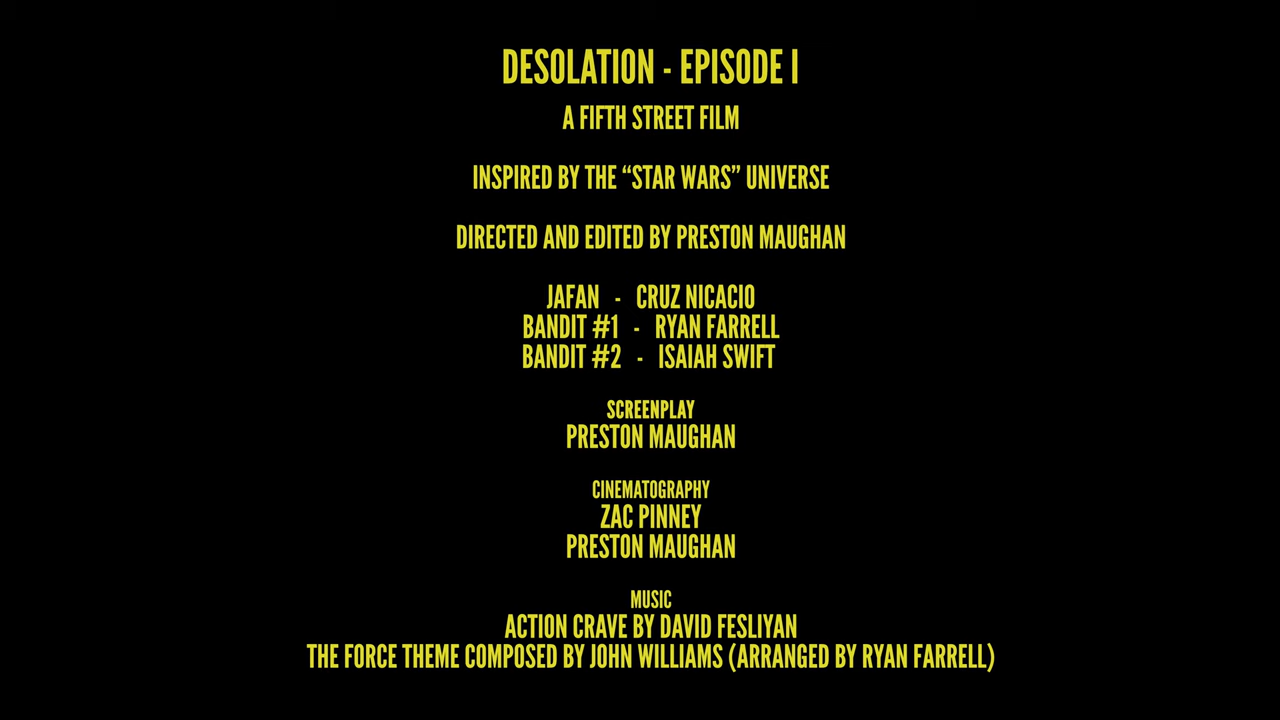 DESOLATION - EPISODE I
A FIFTH STREET FILM
INSPIRED BY THE “STAR WARS” UNIVERSE
DIRECTED AND EDITED BY PRESTON MAUGHAN
JAFAN - CRUZ NICACIO
BANDIT #1 - RYAN FARRELL
BANDIT #2 - ISAIAH SWIFT
SCREENPLAY
PRESTON MAUGHAN
CINEMATOGRAPHY
ZAC PINNEY
PRESTON MAUGHAN
MUSIC
ACTION CRAVE BY DAVID FESLIYAN
THE FORCE THEME COMPOSED BY JOHN WILLIAMS (ARRANGED BY RYAN FARRELL)